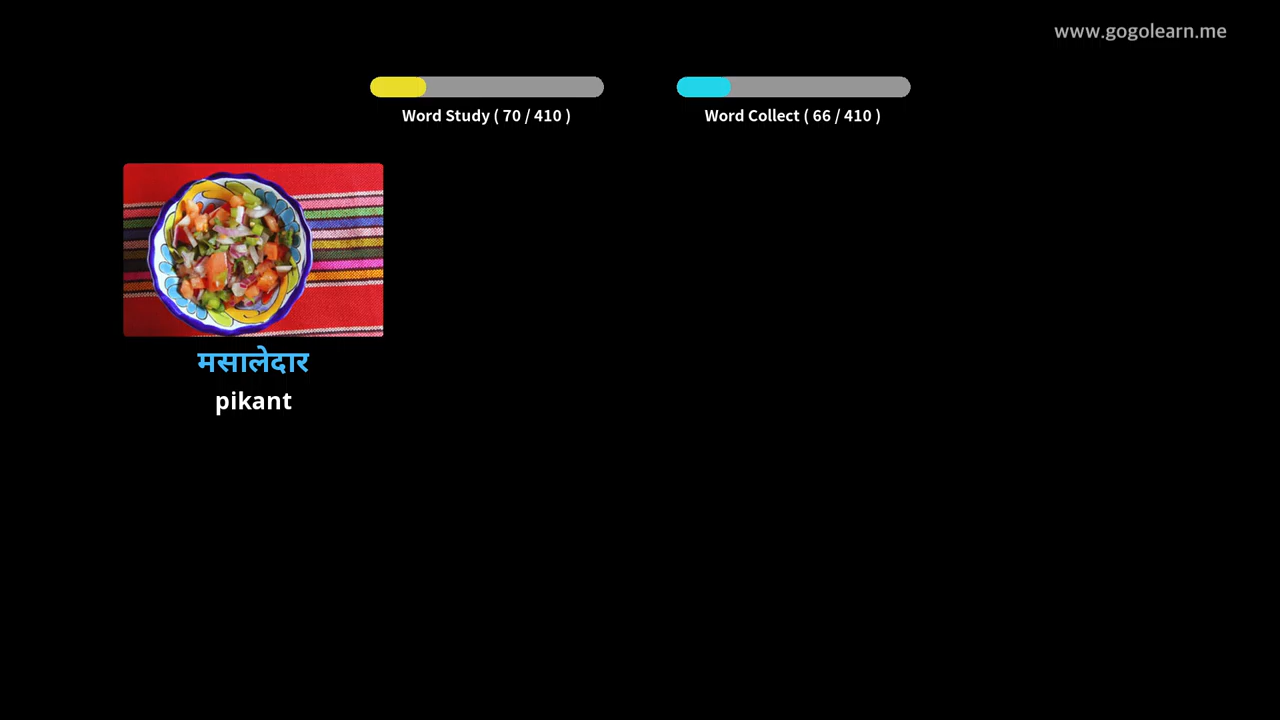 www.gogolearn.me
Word Study ( 70 / 410 )
Word Collect ( 66 / 410 )
मसालेदार
pikant